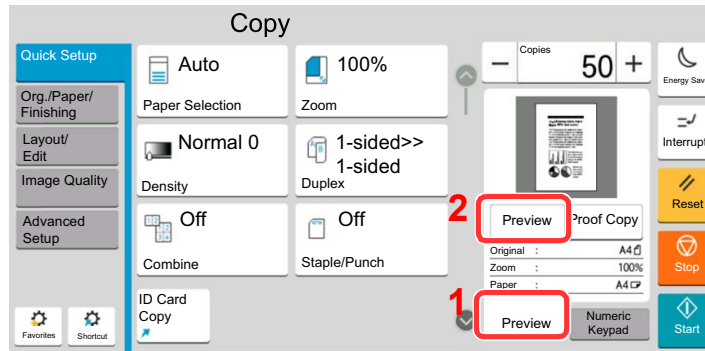 Copy
Quick Setup
Org./Paper/
Finishing
Layout/
Edit
Image Quality
Advanced
Setup
Favorites
Shortcut
Auto
Paper Selection
100%
Zoom
Normal 0
Density
1-sided>>
1-sided
Duplex
Off
Combine
Off
Staple/Punch
ID Card
Copy
Copies
− 50 +
2
Preview
Proof Copy
Original : A4
Zoom : 100%
Paper : A4
1
Preview
Numeric
Keypad
Energy Sav
Interrupt
Reset
Stop
Start